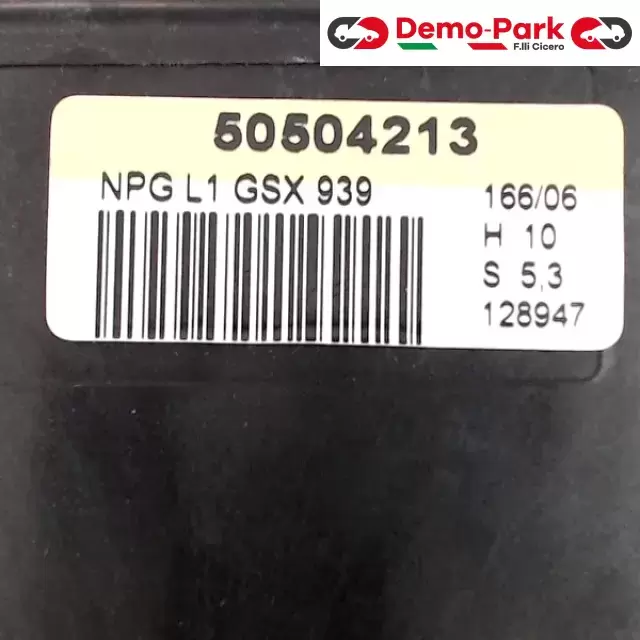 Demo-Park
F.lli Cicero
50504213
NPG L1 GSX 939
166/06
H 10
S 5,3
128947